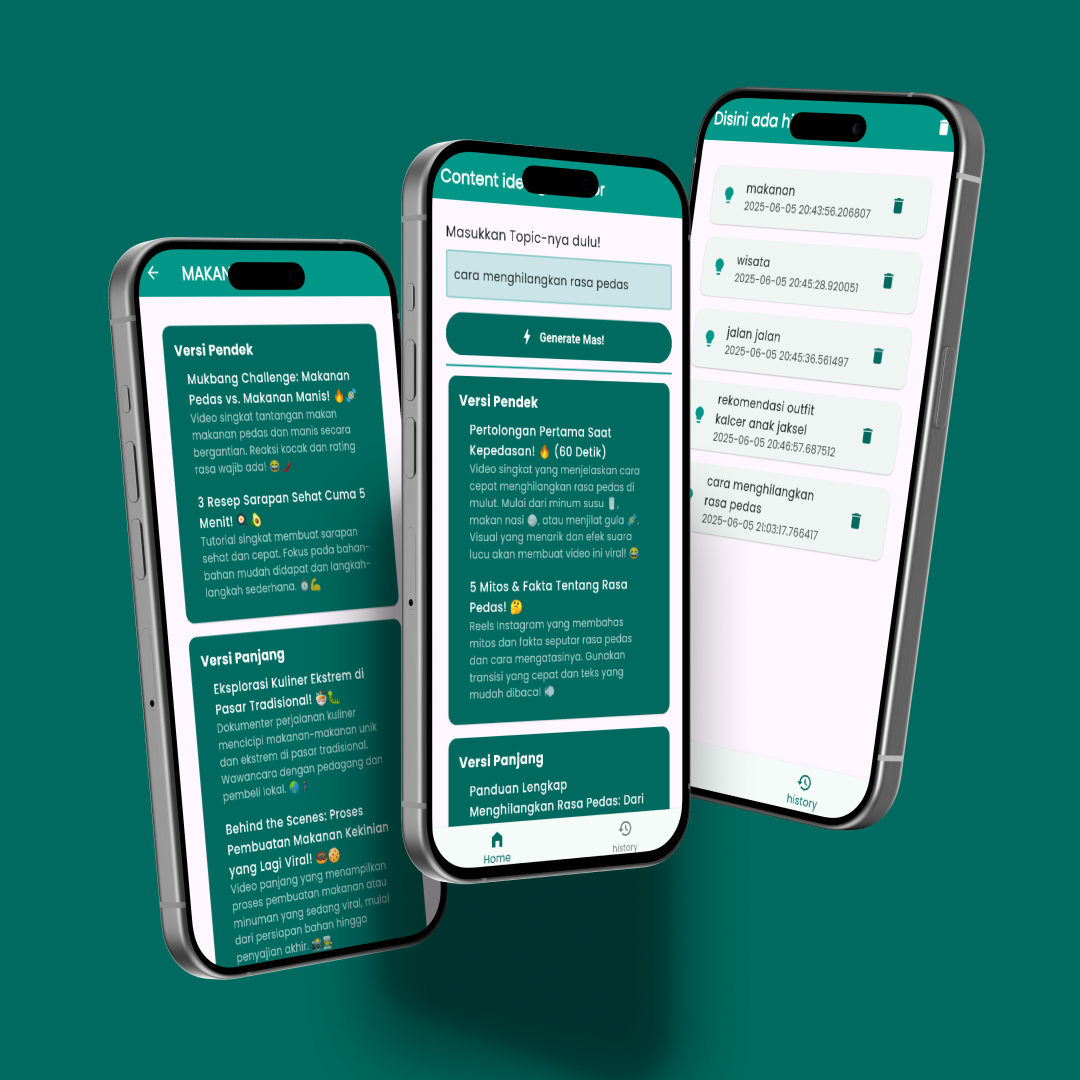 MAKAN
Versi Pendek
Mukbang Challenge: Makanan
Pedas vs. Makanan Manis! 🔥🍬
Video singkat tantangan makan
makanan pedas dan manis secara
bergantian. Reaksi kocak dan rating
rasa wajib ada! 😂🌶️
3 Resep Sarapan Sehat Cuma 5
Menit! 🍳🥑
Tutorial singkat membuat sarapan
sehat dan cepat. Fokus pada bahan-
bahan mudah didapat dan langkah-
langkah sederhana. ⏱️💪
Versi Panjang
Eksplorasi Kuliner Ekstrem di
Pasar Tradisional! 🍜🐛
Dokumenter perjalanan kuliner
mencicipi makanan-makanan unik
dan ekstrem di pasar tradisional.
Wawancara dengan pedagang dan
pembeli lokal. 🌏🎤
Behind the Scenes: Proses
Pembuatan Makanan Kekinian
yang Lagi Viral! 🍩🍪
Video panjang yang menampilkan
proses pembuatan makanan atau
minuman yang sedang viral, mulai
dari persiapan bahan hingga
penyajian akhir. 📸👨‍🍳
Content ide
r
Masukkan Topic-nya dulu!
cara menghilangkan rasa pedas
Generate Mas!
Versi Pendek
Pertolongan Pertama Saat
Kepedasan! 🔥 (60 Detik)
Video singkat yang menjelaskan cara
cepat menghilangkan rasa pedas di
mulut. Mulai dari minum susu 🥛,
makan nasi 🍚, atau menjilat gula 🍬.
Visual yang menarik dan efek suara
lucu akan membuat video ini viral! 😂
5 Mitos & Fakta Tentang Rasa
Pedas! 🤔
Reels Instagram yang membahas
mitos dan fakta seputar rasa pedas
dan cara mengatasinya. Gunakan
transisi yang cepat dan teks yang
mudah dibaca! 💨
Versi Panjang
Panduan Lengkap
Menghilangkan Rasa Pedas: Dari
Home
history
Disini ada hi
makanan
2025-06-05 20:43:56.206807
wisata
2025-06-05 20:45:28.920051
jalan jalan
2025-06-05 20:45:36.561497
rekomendasi outfit
kalcer anak jaksel
2025-06-05 20:46:57.687512
cara menghilangkan
rasa pedas
2025-06-05 21:03:17.766417
history